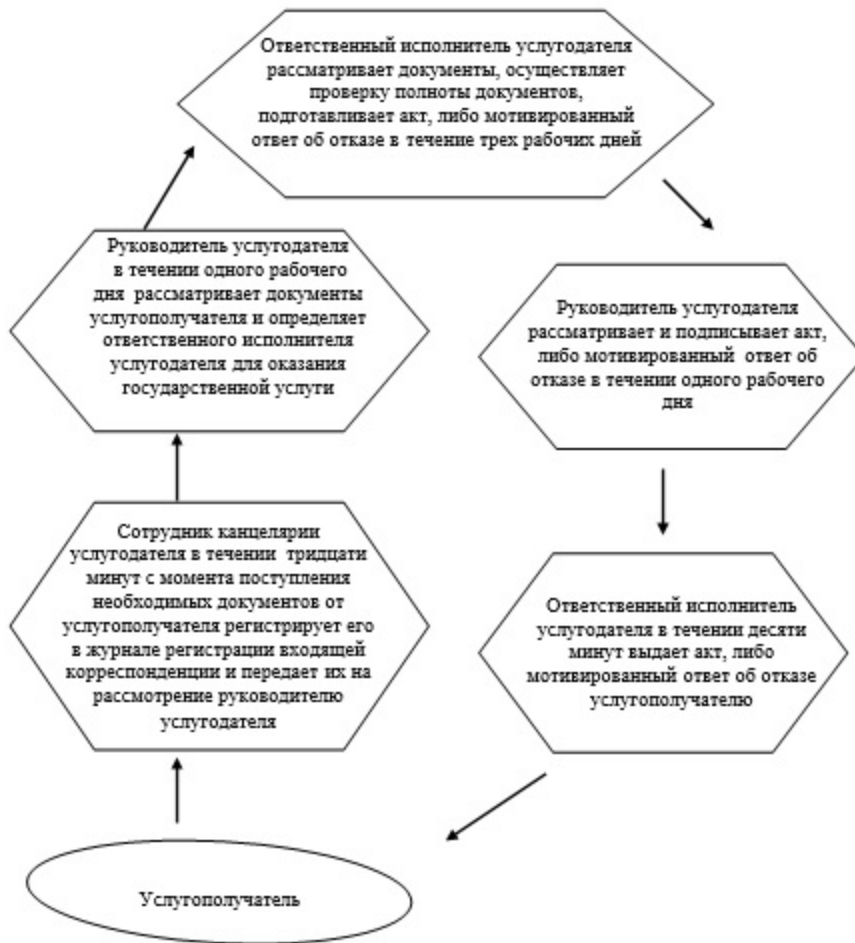 Ответственный исполнитель услугодателя
рассматривает документы, осуществляет
проверку полноты документов,
подготавливает акт, либо мотивированный
ответ об отказе в течение трех рабочих дней
Руководитель услугодателя
в течении одного рабочего
дня рассматривает документы
услугополучателя и определяет
ответственного исполнителя
услугодателя для оказания
государственной услуги
Руководитель услугодателя
рассматривает и подписывает акт,
либо мотивированный ответ об
отказе в течении одного рабочего
дня
Сотрудник канцелярии
услугодателя в течении тридцати
минут с момента поступления
необходимых документов от
услугополучателя регистрирует его
в журнале регистрации входящей
корреспонденции и передает их на
рассмотрение руководителю
услугодателя
Ответственный исполнитель
услугодателя в течении десяти
минут выдает акт, либо
мотивированный ответ об отказе
услугополучателю
Услугополучатель